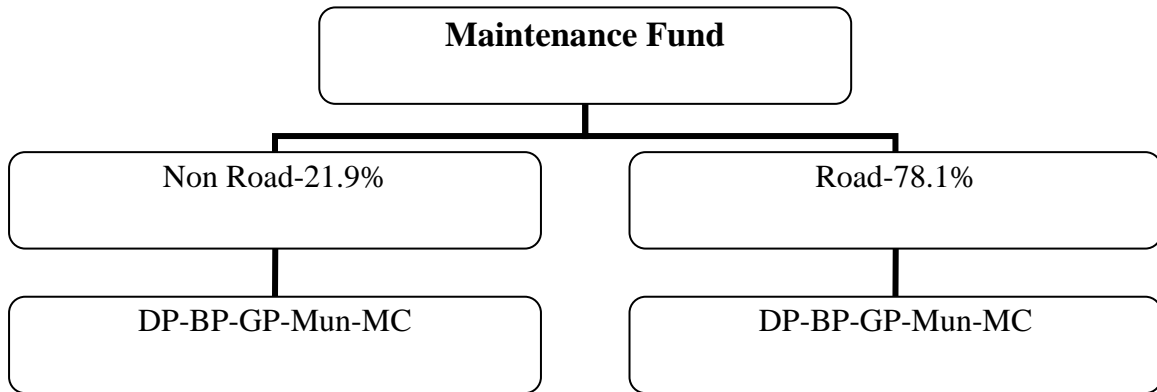 Maintenance Fund
Non Road-21.9%
Road-78.1%
DP-BP-GP-Mun-MC
DP-BP-GP-Mun-MC